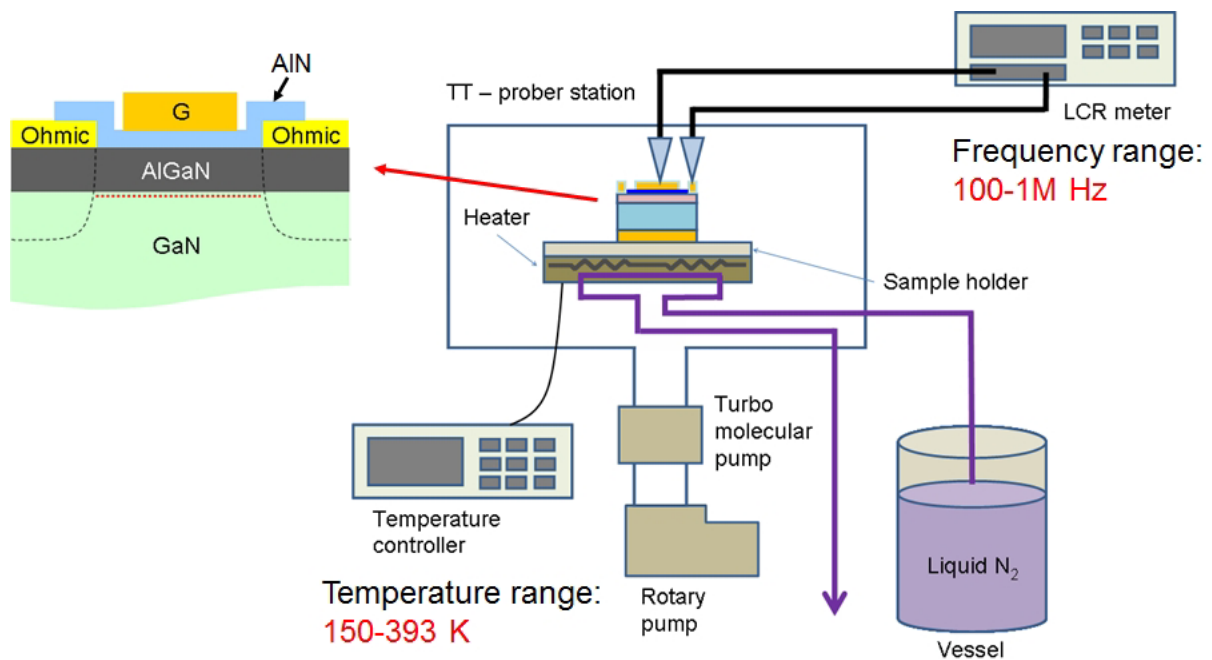 AlN
G
Ohmic
Ohmic
AlGaN
GaN
TT – prober station
LCR meter
Frequency range:
100-1M Hz
Heater
Sample holder
Turbo
molecular
pump
Temperature
controller
Temperature range:
150-393 K
Rotary
pump
Liquid N₂
Vessel